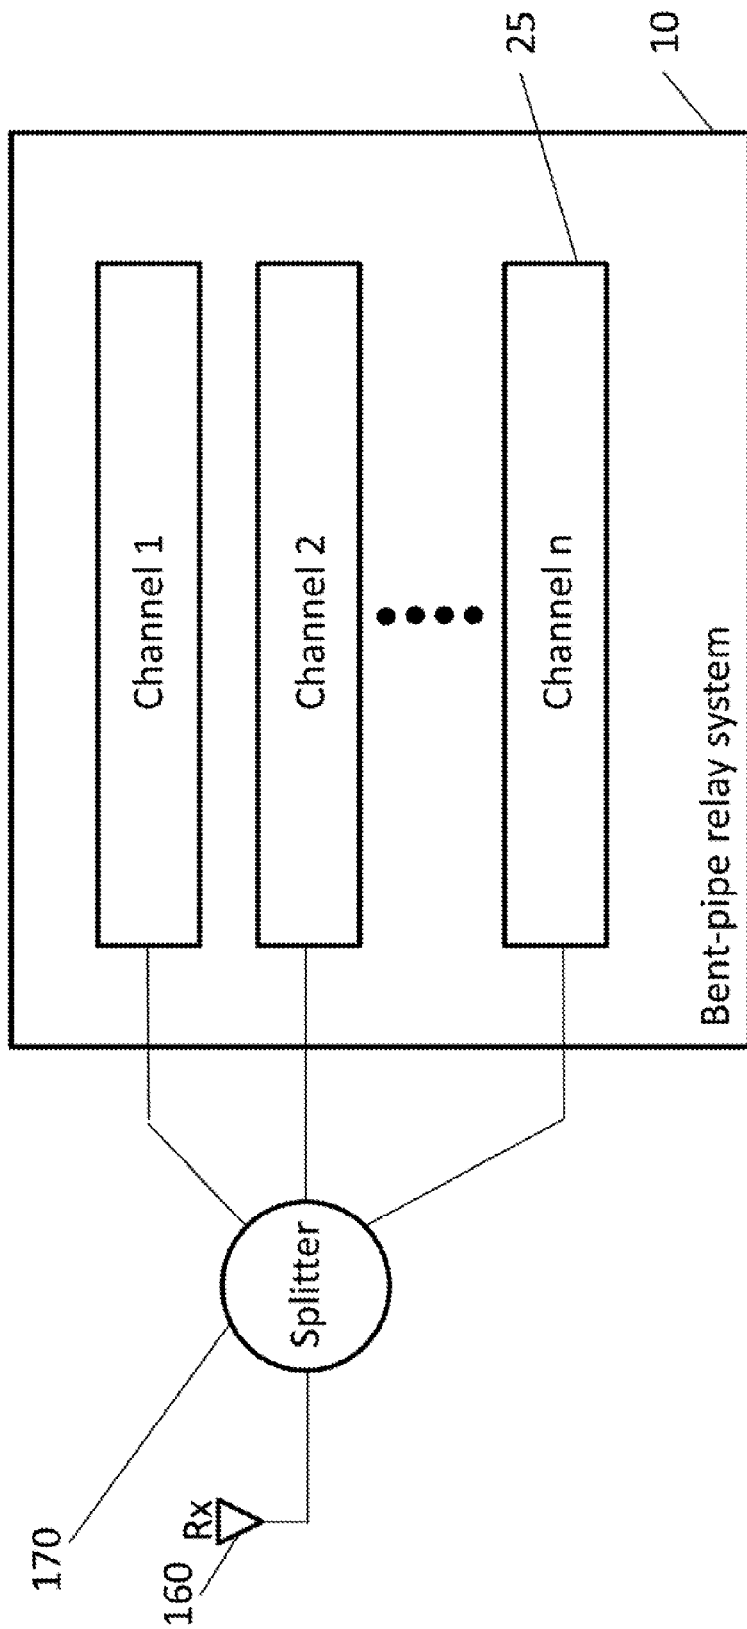 170
160
Rx
Splitter
Channel 1
Channel 2
Channel n
Bent-pipe relay system
25
10